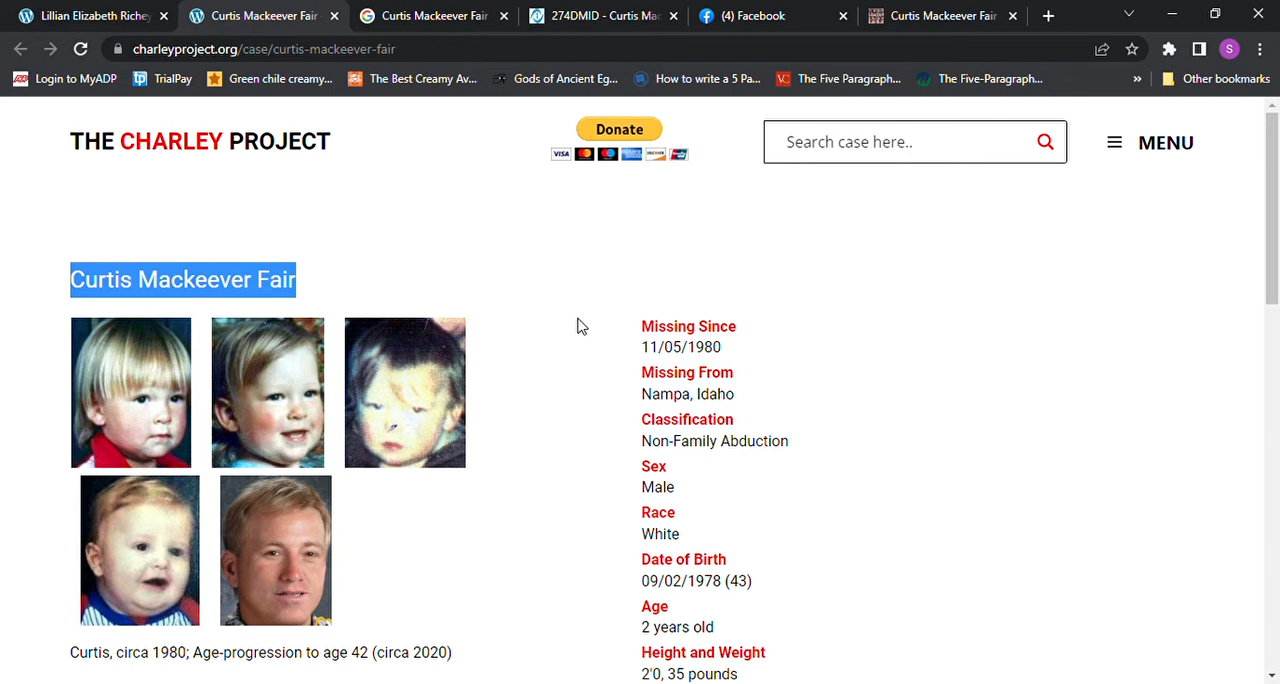 Lillian Elizabeth Richey
Curtis Mackeever Fair
Curtis Mackeever Fair
274DMID - Curtis Mac
(4) Facebook
Curtis Mackeever Fair
charleyproject.org/case/curtis-mackeever-fair
S
Login to MyADP
tp TrialPay
Green chile creamy...
The Best Creamy Av...
Gods of Ancient Eg...
How to write a 5 Pa...
VC The Five Paragraph...
The Five-Paragraph...
» Other bookmarks
THE CHARLEY PROJECT
Donate
VISA
Search case here..
MENU
Curtis Mackeever Fair
Missing Since
11/05/1980
Missing From
Nampa, Idaho
Classification
Non-Family Abduction
Sex
Male
Race
White
Date of Birth
09/02/1978 (43)
Age
2 years old
Height and Weight
2'0, 35 pounds
Curtis, circa 1980; Age-progression to age 42 (circa 2020)